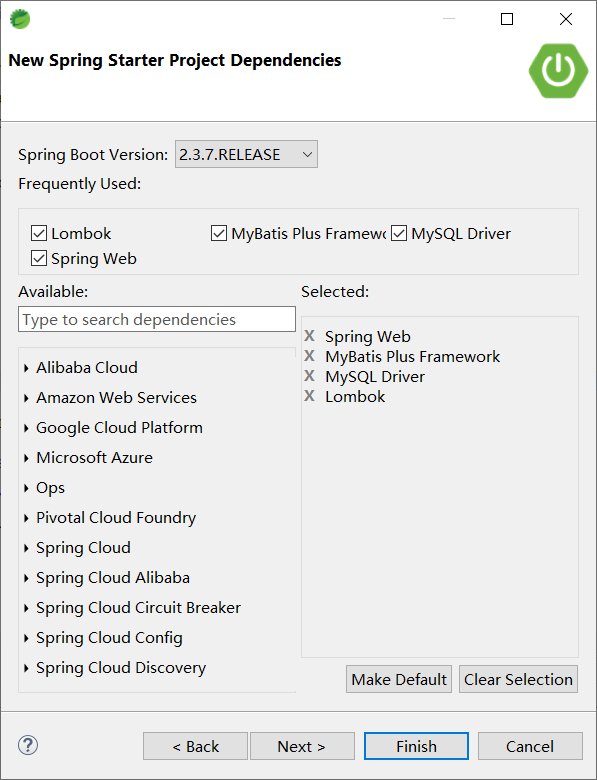 New Spring Starter Project Dependencies
Spring Boot Version: 2.3.7.RELEASE
Frequently Used:
Lombok MyBatis Plus Framewo MySQL Driver
Spring Web
Available: Selected:
Type to search dependencies
X Spring Web
X MyBatis Plus Framework
X MySQL Driver
X Lombok
Alibaba Cloud
Amazon Web Services
Google Cloud Platform
Microsoft Azure
Ops
Pivotal Cloud Foundry
Spring Cloud
Spring Cloud Alibaba
Spring Cloud Circuit Breaker
Spring Cloud Config
Spring Cloud Discovery
Make Default Clear Selection
? < Back Next > Finish Cancel